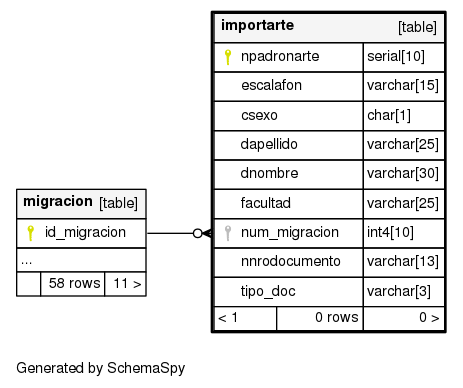 importarte [table]
npadronarte serial[10]
escalafon varchar[15]
csexo char[1]
dapellido varchar[25]
dnombre varchar[30]
facultad varchar[25]
num_migracion int4[10]
nnrodocumento varchar[13]
tipo_doc varchar[3]
< 1 0 rows 0 >
migracion [table]
id_migracion
...
58 rows 11 >
Generated by SchemaSpy